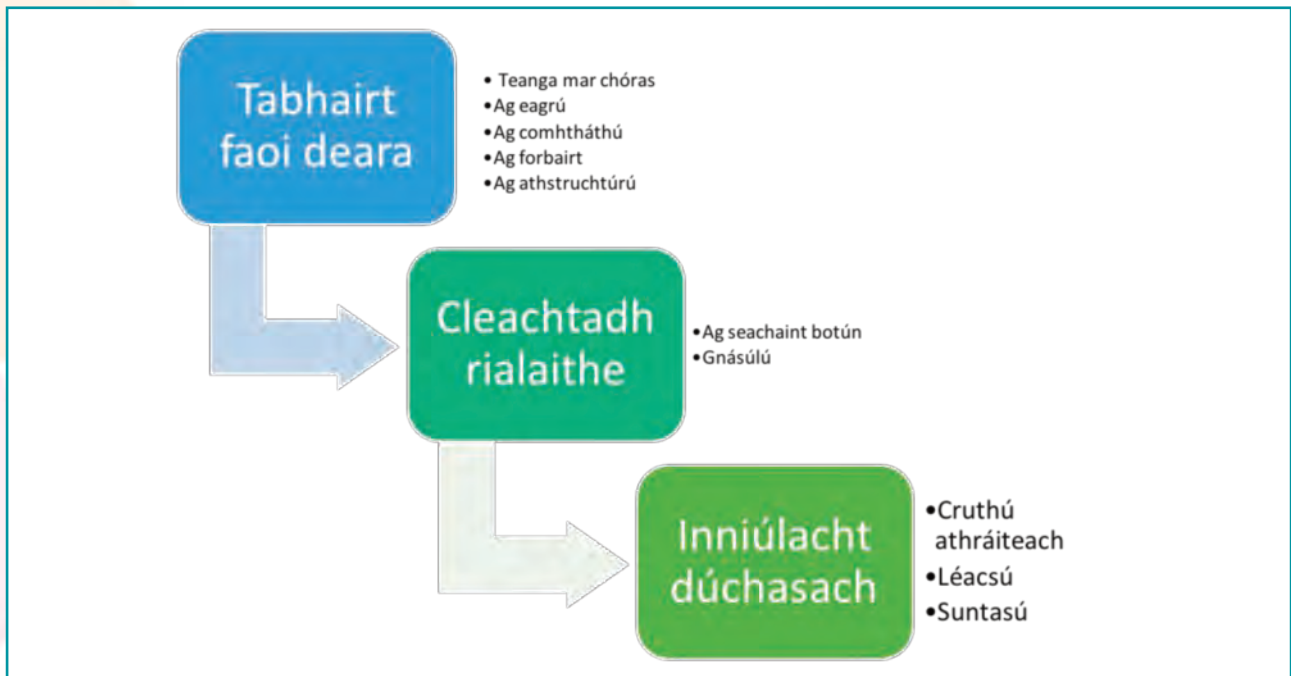 Tabhairt
faoi deara
• Teanga mar chóras
•Ag eagrú
•Ag comhtháthú
•Ag forbairt
•Ag athstruchtúrú
Cleachtadh
rialaithe
•Ag seachaint botún
•Gnásúlú
Inniúlacht
dúchasach
•Cruthú
athráiteach
•Léacsú
•Suntasú